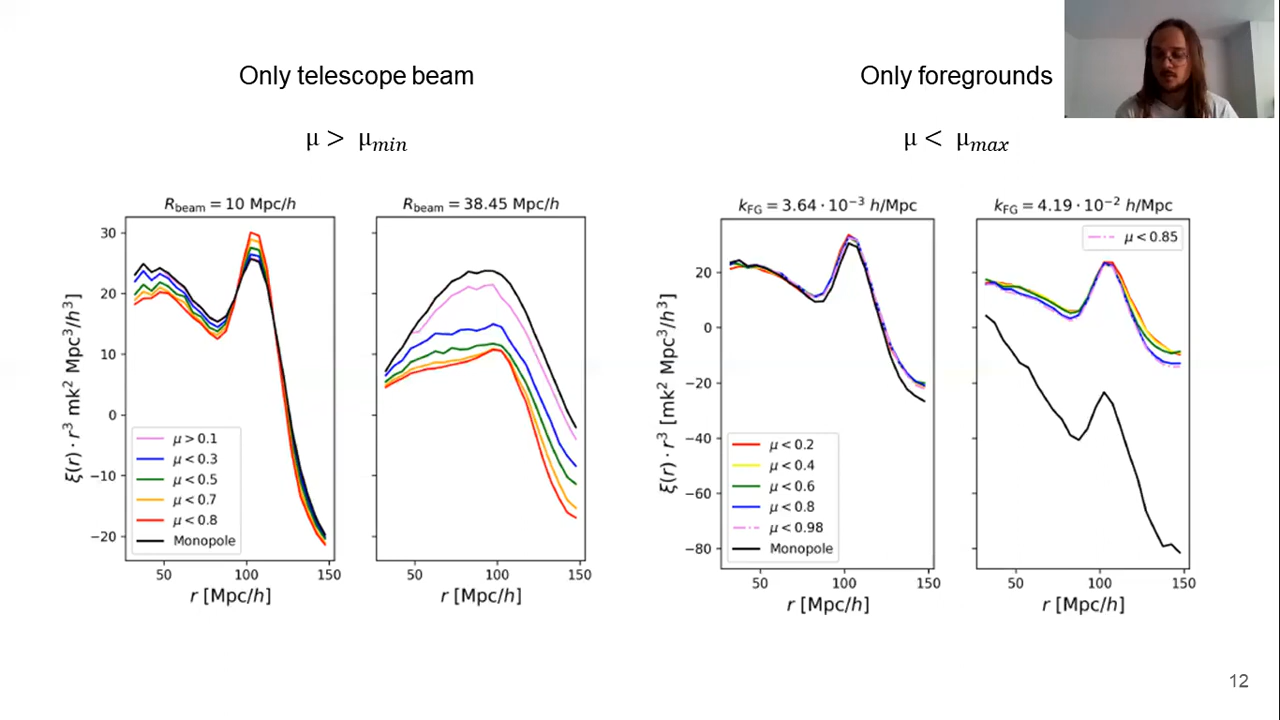 Only telescope beam
μ > μmin
Only foregrounds
μ < μmax
R_beam = 10 Mpc/h
R_beam = 38.45 Mpc/h
ξ(r) · r³ mk² Mpc³/h³]
30
20
10
0
−10
−20
μ > 0.1
μ < 0.3
μ < 0.5
μ < 0.7
μ < 0.8
Monopole
50
100
150
r [Mpc/h]
50
100
150
r [Mpc/h]
k_FG = 3.64 · 10⁻³ h/Mpc
k_FG = 4.19 · 10⁻² h/Mpc
ξ(r) · r³ [mk² Mpc³/h³]
20
0
−20
−40
−60
−80
μ < 0.2
μ < 0.4
μ < 0.6
μ < 0.8
μ < 0.98
Monopole
μ < 0.85
50
100
150
r [Mpc/h]
50
100
150
r [Mpc/h]
12